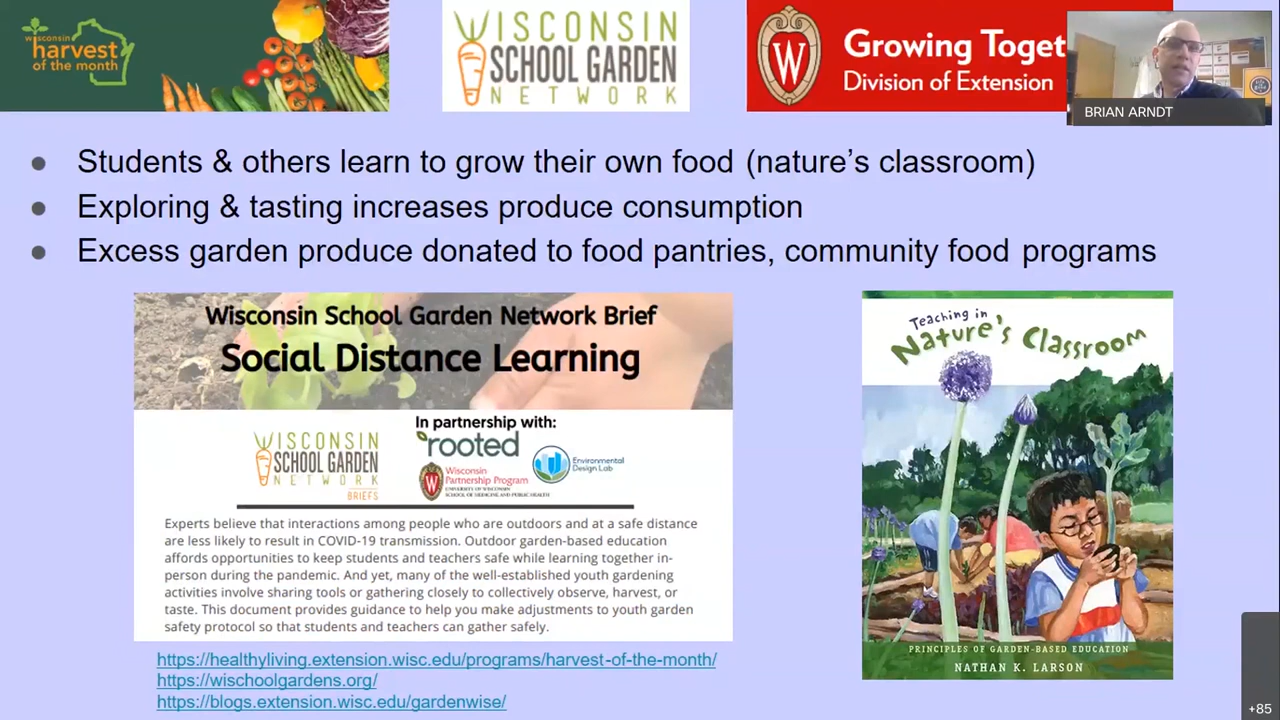 wisconsin
harvest
of the month
WISCONSIN
SCHOOL GARDEN
NETWORK
W
Growing Toget
Division of Extension
BRIAN ARNDT
● Students & others learn to grow their own food (nature’s classroom)
● Exploring & tasting increases produce consumption
● Excess garden produce donated to food pantries, community food programs
Wisconsin School Garden Network Brief
Social Distance Learning
In partnership with:
rooted
WISCONSIN
SCHOOL GARDEN
NETWORK
BRIEFS
W
Wisconsin
Partnership Program
UNIVERSITY OF WISCONSIN
SCHOOL OF MEDICINE AND PUBLIC HEALTH
Environmental
Design Lab
Experts believe that interactions among people who are outdoors and at a safe distance
are less likely to result in COVID-19 transmission. Outdoor garden-based education
affords opportunities to keep students and teachers safe while learning together in-
person during the pandemic. And yet, many of the well-established youth gardening
activities involve sharing tools or gathering closely to collectively observe, harvest, or
taste. This document provides guidance to help you make adjustments to youth garden
safety protocol so that students and teachers can gather safely.
https://healthyliving.extension.wisc.edu/programs/harvest-of-the-month/
https://wischoolgardens.org/
https://blogs.extension.wisc.edu/gardenwise/
Teaching in
Nature's Classroom
PRINCIPLES OF GARDEN-BASED EDUCATION
NATHAN K. LARSON
+85